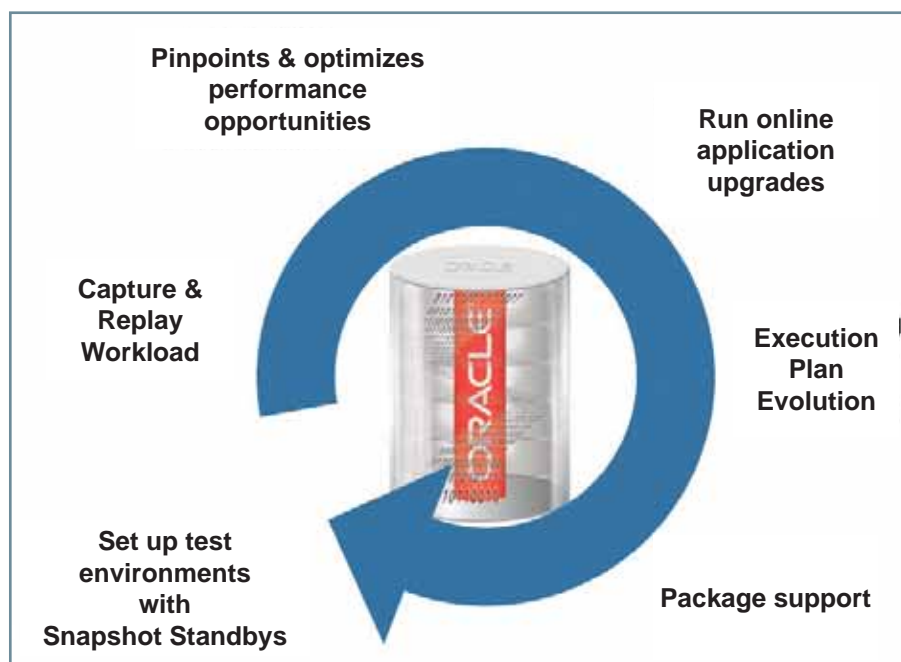 Pinpoints & optimizes
performance
opportunities
Run online
application
upgrades
Capture &
Replay
Workload
ORACLE
Execution
Plan
Evolution
Set up test
environments
with
Snapshot Standbys
Package support